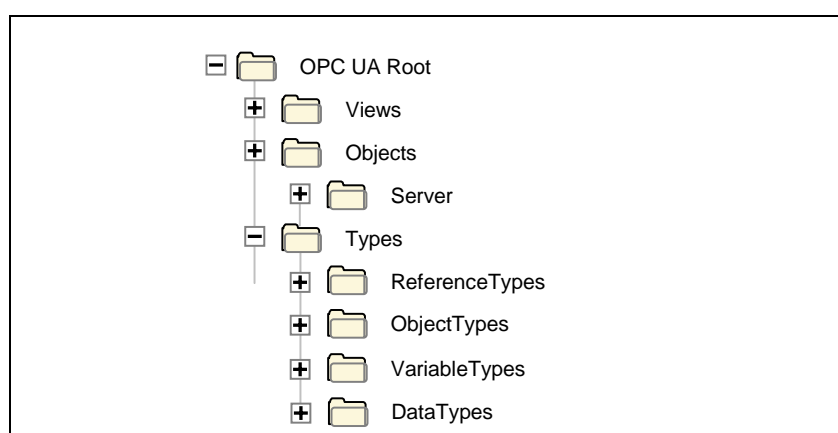 OPC UA Root
Views
Objects
Server
Types
ReferenceTypes
ObjectTypes
VariableTypes
DataTypes